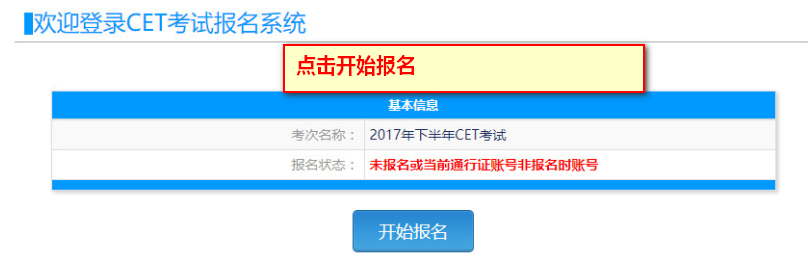 欢迎登录CET考试报名系统
点击开始报名
基本信息
考次名称： 2017年下半年CET考试
报名状态： 未报名或当前通行证账号非报名时账号
开始报名